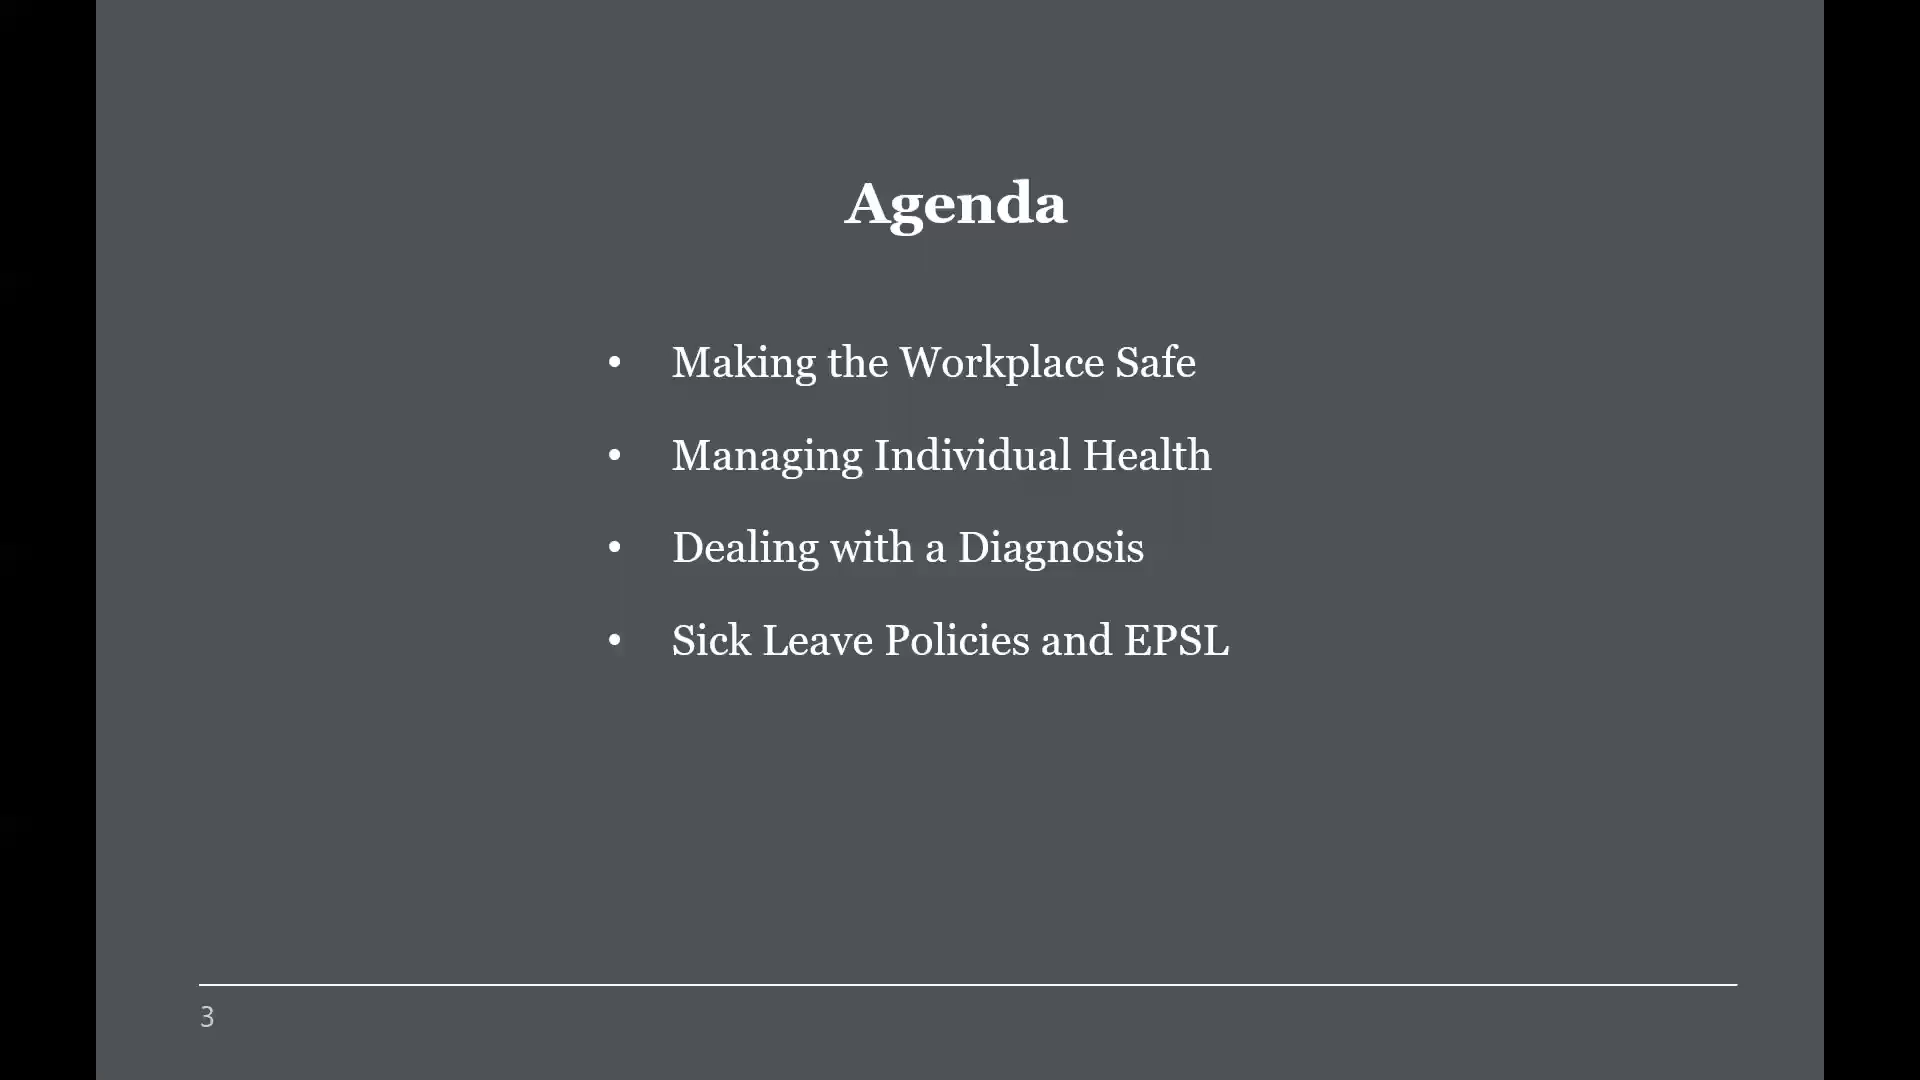 Agenda
• Making the Workplace Safe
• Managing Individual Health
• Dealing with a Diagnosis
• Sick Leave Policies and EPSL
3